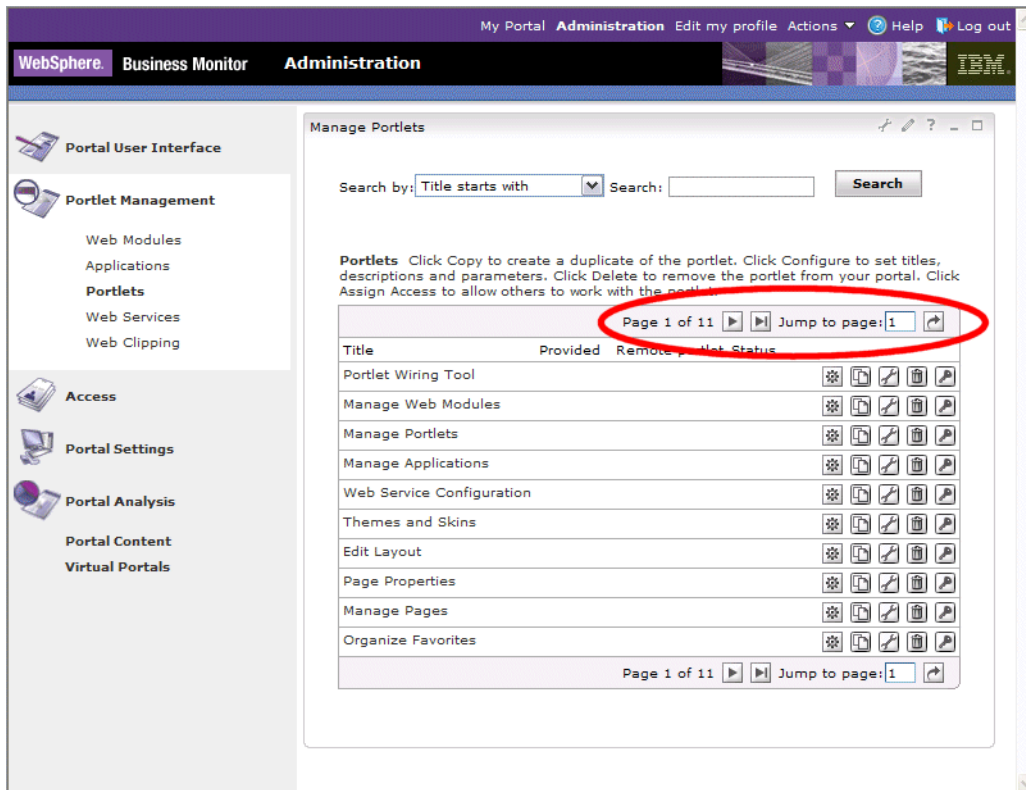 My Portal Administration Edit my profile Actions Help Log out
WebSphere. Business Monitor Administration IBM.
Portal User Interface
Portlet Management
Web Modules
Applications
Portlets
Web Services
Web Clipping
Access
Portal Settings
Portal Analysis
Portal Content
Virtual Portals
Manage Portlets ?
Search by: Title starts with Search: Search
Portlets Click Copy to create a duplicate of the portlet. Click Configure to set titles,
descriptions and parameters. Click Delete to remove the portlet from your portal. Click
Assign Access to allow others to work with the portlet.
Page 1 of 11 Jump to page: 1
Title Provided Remote portlet Status
Portlet Wiring Tool
Manage Web Modules
Manage Portlets
Manage Applications
Web Service Configuration
Themes and Skins
Edit Layout
Page Properties
Manage Pages
Organize Favorites
Page 1 of 11 Jump to page: 1